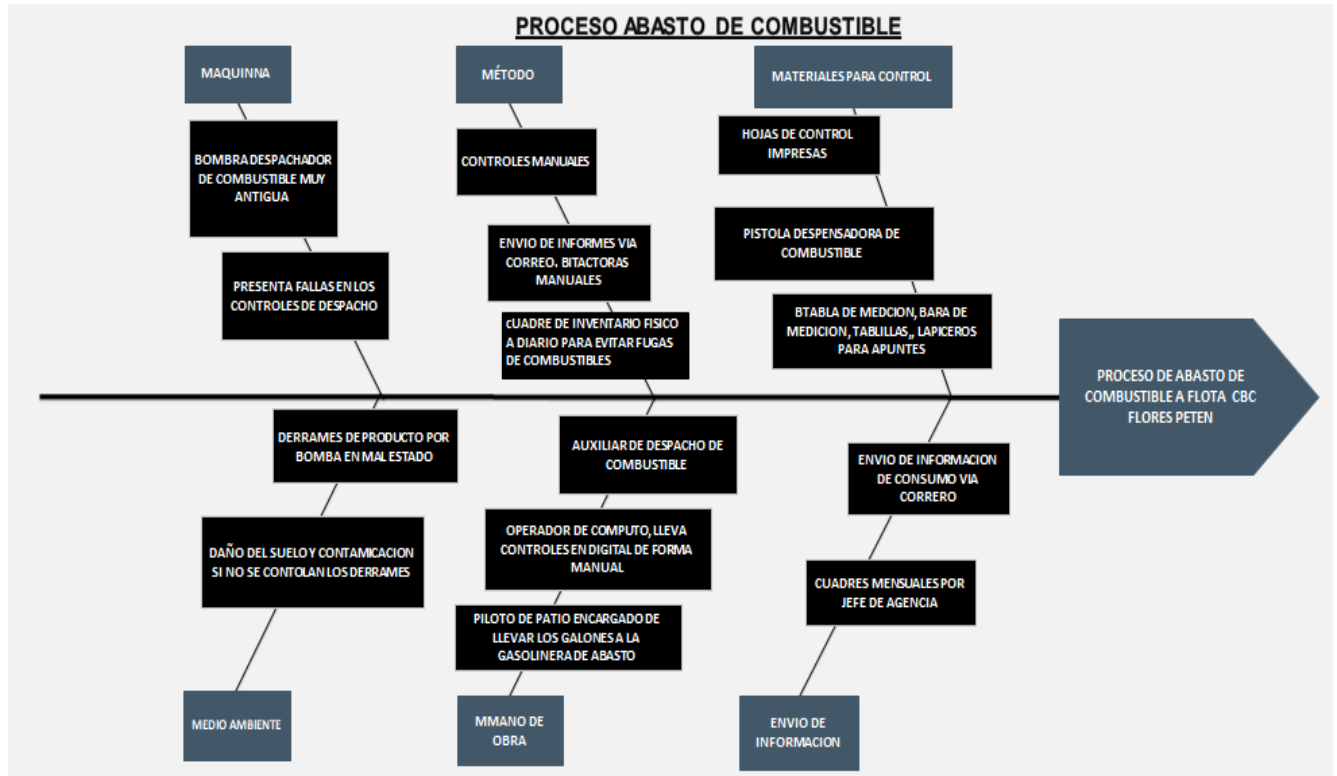 PROCESO ABASTO DE COMBUSTIBLE
MAQUINNA
MÉTODO
MATERIALES PARA CONTROL
BOMBRA DESPACHADOR
DE COMBUSTIBLE MUY
ANTIGUA
PRESENTA FALLAS EN LOS
CONTROLES DE DESPACHO
CONTROLES MANUALES
ENVIO DE INFORMES VIA
CORREO. BITACTORAS
MANUALES
cUADRE DE INVENTARIO FISICO
A DIARIO PARA EVITAR FUGAS
DE COMBUSTIBLES
HOJAS DE CONTROL
IMPRESAS
PISTOLA DESPENSADORA DE
COMBUSTIBLE
BTABLA DE MEDCION, BARA DE
MEDICION, TABLILLAS,, LAPICEROS
PARA APUNTES
PROCESO DE ABASTO DE
COMBUSTIBLE A FLOTA CBC
FLORES PETEN
DERRAMES DE PRODUCTO POR
BOMBA EN MAL ESTADO
DAÑO DEL SUELO Y CONTAMICACION
SI NO SE CONTOLAN LOS DERRAMES
AUXILIAR DE DESPACHO DE
COMBUSTIBLE
OPERADOR DE COMPUTO, LLEVA
CONTROLES EN DIGITAL DE FORMA
MANUAL
PILOTO DE PATIO ENCARGADO DE
LLEVAR LOS GALONES A LA
GASOLINERA DE ABASTO
ENVIO DE INFORMACION
DE CONSUMO VIA
CORRERO
CUADRES MENSUALES POR
JEFE DE AGENCIA
MEDIO AMBIENTE
MMANO DE
OBRA
ENVIO DE
INFORMACION